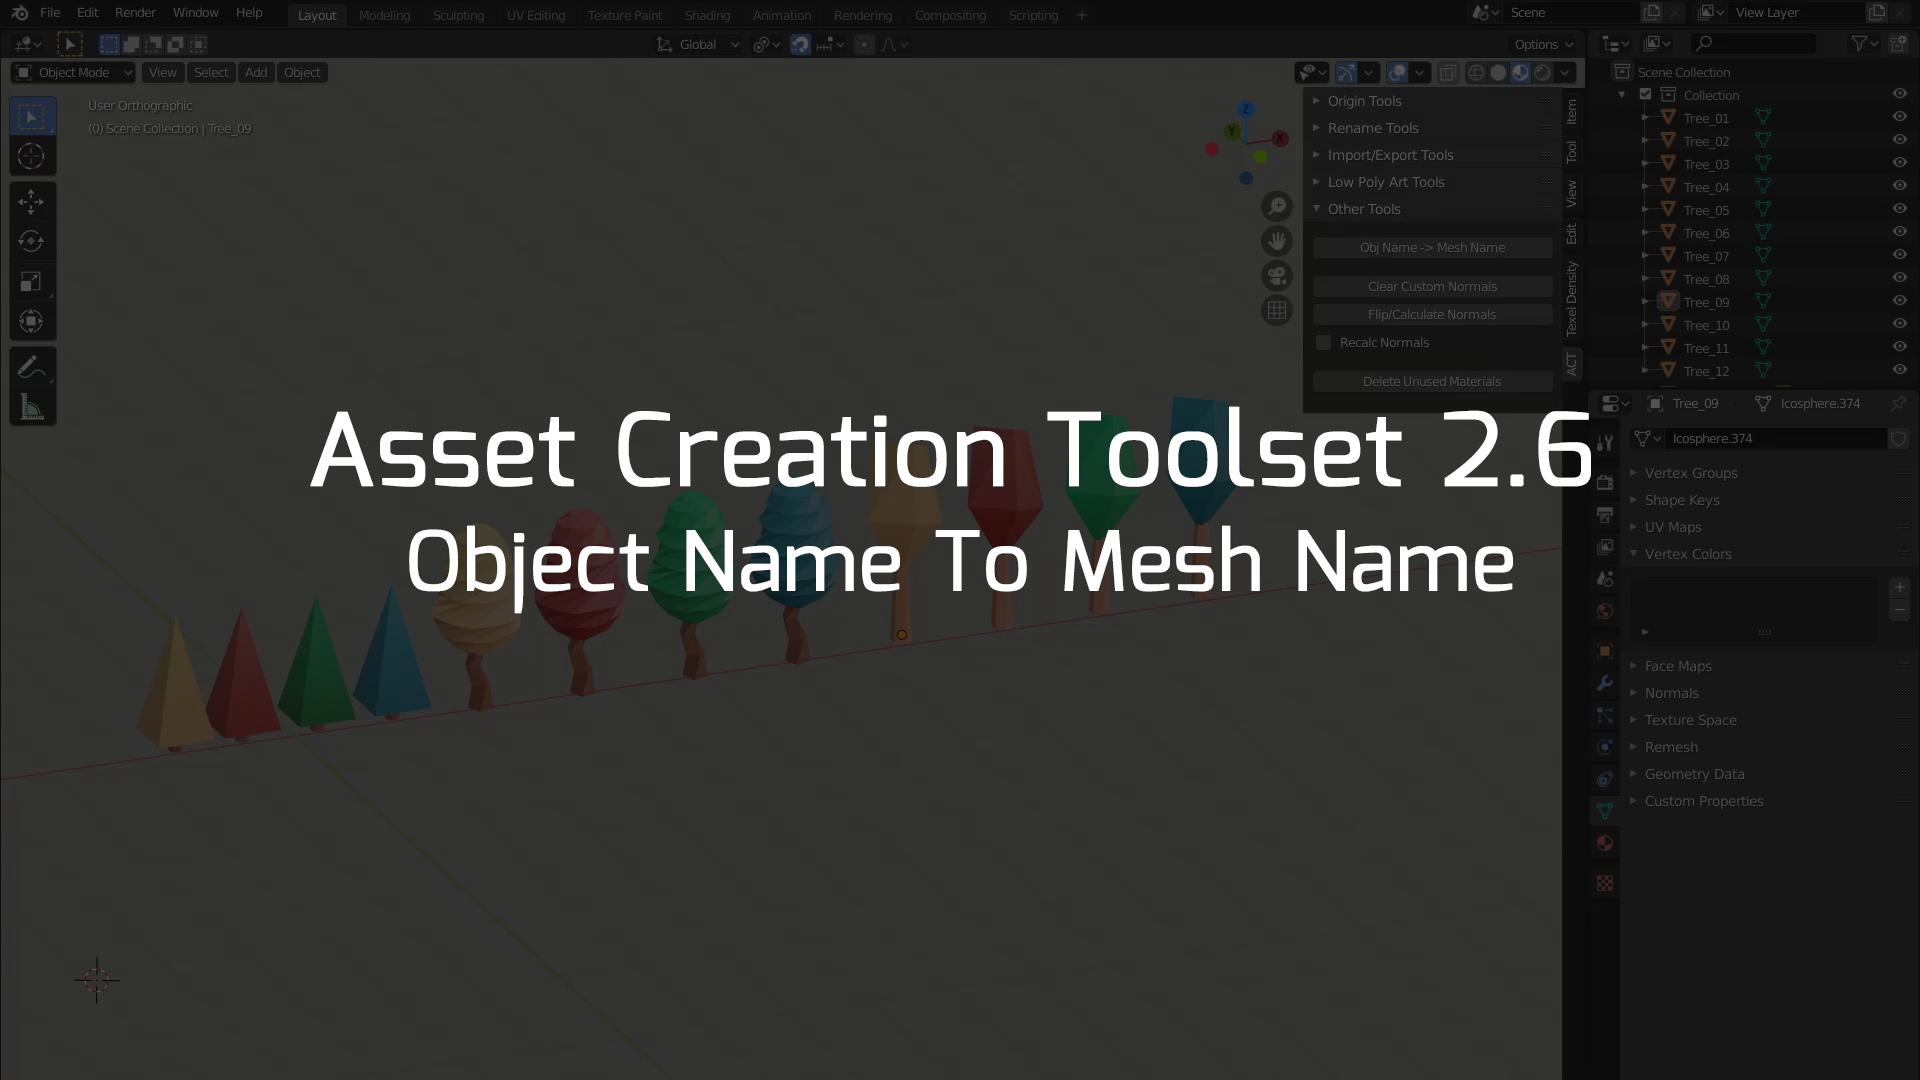 File Edit Render Window Help Layout Modeling Sculpting UV Editing Texture Paint Shading Animation Rendering Compositing Scripting + Scene View Layer
Global Options
Object Mode View Select Add Object
User Orthographic
(0) Scene Collection | Tree_09
Z
Y
X
Origin Tools
Rename Tools
Import/Export Tools
Low Poly Art Tools
Other Tools
Obj Name -> Mesh Name
Clear Custom Normals
Flip/Calculate Normals
Recalc Normals
Delete Unused Materials
Item
Tool
View
Edit
Texel Density
ACT
Scene Collection
Collection
Tree_01
Tree_02
Tree_03
Tree_04
Tree_05
Tree_06
Tree_07
Tree_08
Tree_09
Tree_10
Tree_11
Tree_12
Tree_09 Icosphere.374
Icosphere.374
Vertex Groups
Shape Keys
UV Maps
Vertex Colors
Face Maps
Normals
Texture Space
Remesh
Geometry Data
Custom Properties
Asset Creation Toolset 2.6
Object Name To Mesh Name